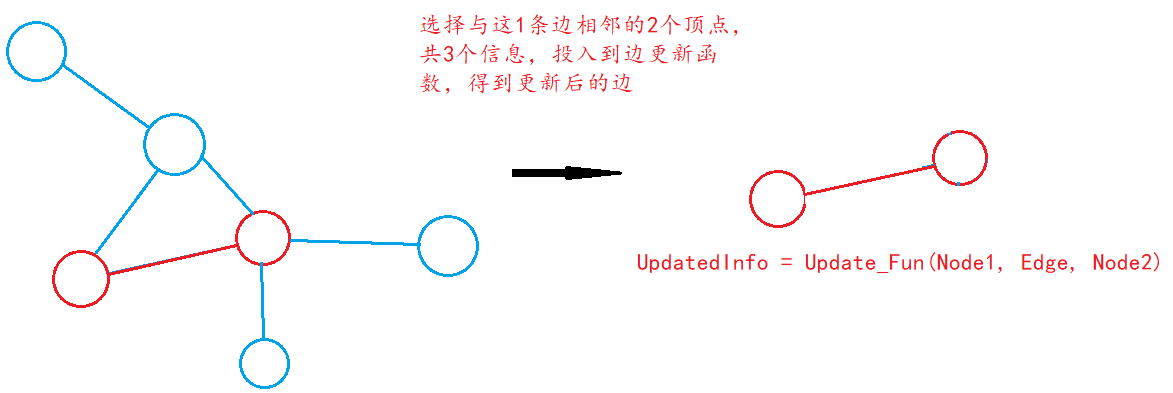 选择与这1条边相邻的2个顶点，
共3个信息，投入到边更新函
数，得到更新后的边
UpdatedInfo = Update_Fun(Node1, Edge, Node2)